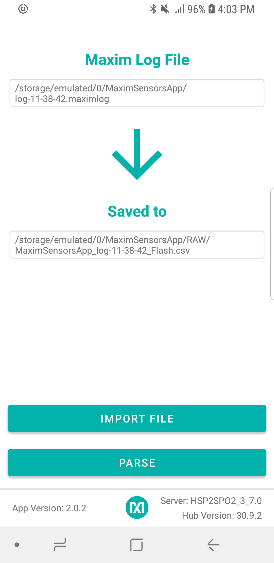 96% 4:03 PM
Maxim Log File
/storage/emulated/0/MaximSensorsApp/
log-11-38-42.maximlog
Saved to
/storage/emulated/0/MaximSensorsApp/RAW/
MaximSensorsApp_log-11-38-42_Flash.csv
IMPORT FILE
PARSE
App Version: 2.0.2
Server: HSP2SPO2_3_7.0
Hub Version: 30.9.2